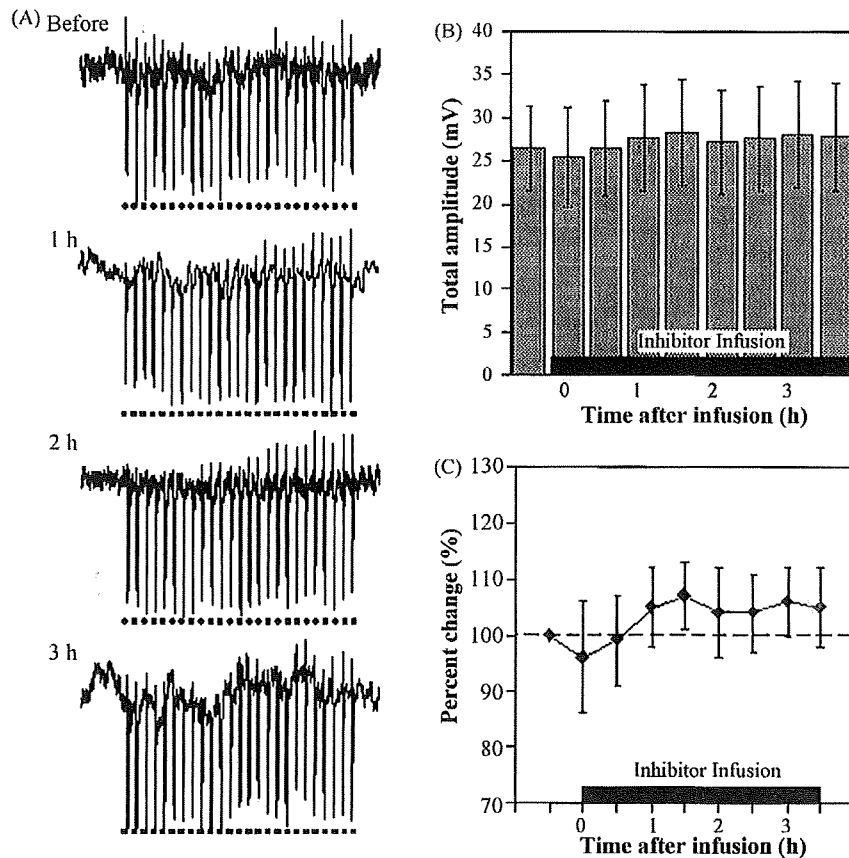 (A) Before
1 h
2 h
3 h
(B)
Total amplitude (mV)
40
35
30
25
20
15
10
5
0
Inhibitor Infusion
0 1 2 3
Time after infusion (h)
(C)
Percent change (%)
130
120
110
100
90
80
70
Inhibitor Infusion
0 1 2 3
Time after infusion (h)